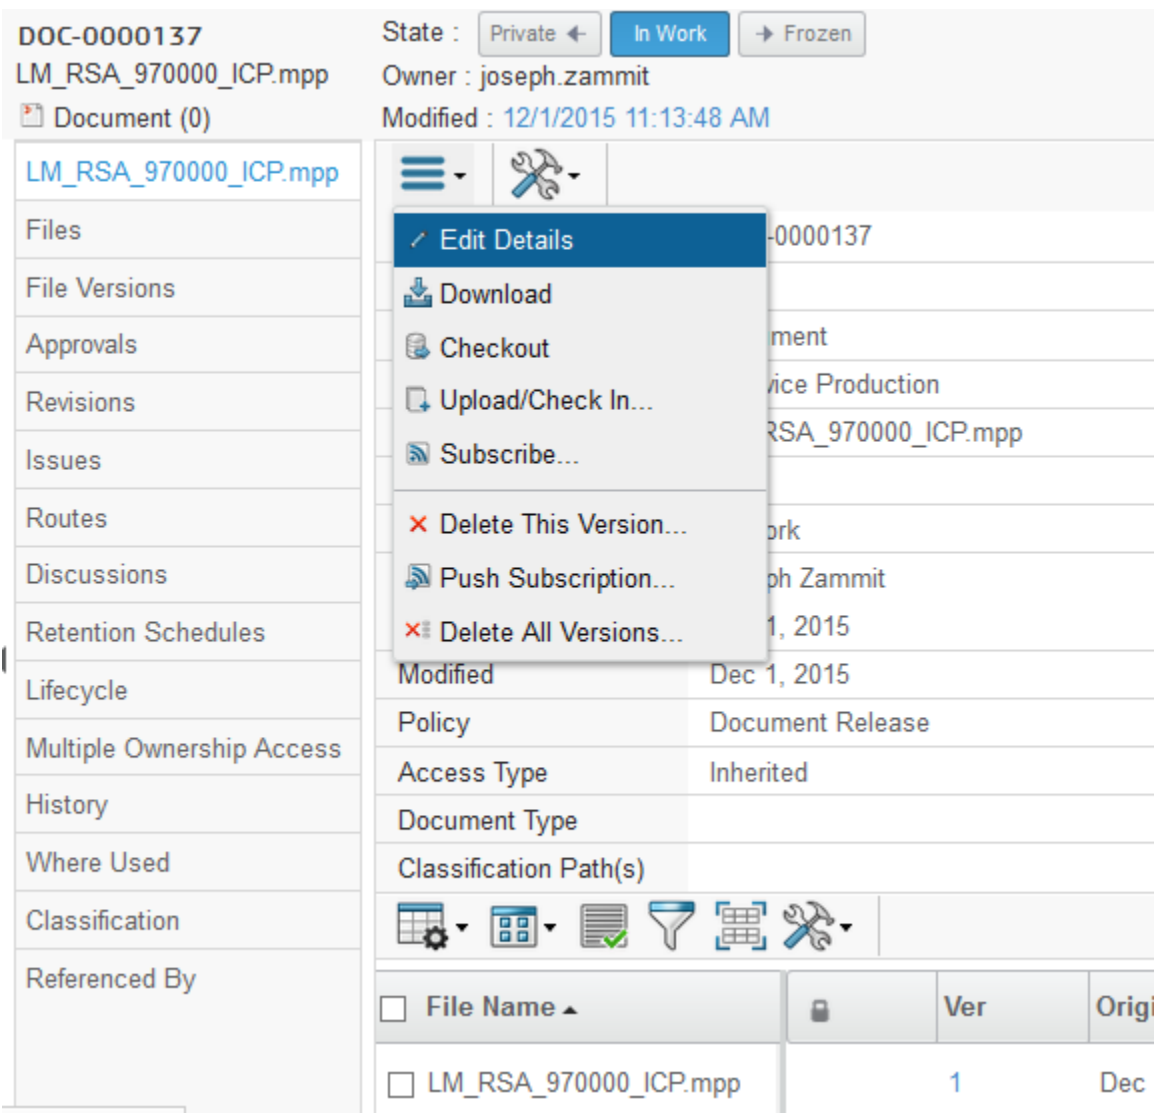 DOC-0000137
LM_RSA_970000_ICP.mpp
Document (0)
State : Private In Work Frozen
Owner : joseph.zammit
Modified : 12/1/2015 11:13:48 AM
LM_RSA_970000_ICP.mpp
Files
File Versions
Approvals
Revisions
Issues
Routes
Discussions
Retention Schedules
Lifecycle
Multiple Ownership Access
History
Where Used
Classification
Referenced By
Edit Details
Download
Checkout
Upload/Check In...
Subscribe...
Delete This Version...
Push Subscription...
Delete All Versions...
-0000137
ment
vice Production
RSA_970000_ICP.mpp
ork
ph Zammit
1, 2015
Modified Dec 1, 2015
Policy Document Release
Access Type Inherited
Document Type
Classification Path(s)
File Name Ver Origi
LM_RSA_970000_ICP.mpp 1 Dec